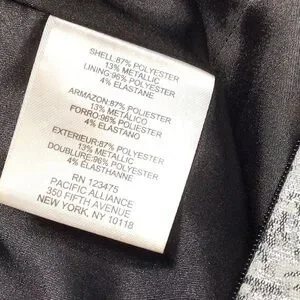 SHELL:87% POLYESTER
13% METALLIC
LINING:96% POLYESTER
4% ELASTANE
ARMAZON:87% POLIESTER
13% METÁLICO
FORRO:96% POLIÉSTER
4% ELASTANO
EXTERIEUR:87% POLYESTER
13% METALLIC
DOUBLURE:96% POLYESTER
4% ELASTHANNE
RN 123475
PACIFIC ALLIANCE
350 FIFTH AVENUE
NEW YORK, NY 10118